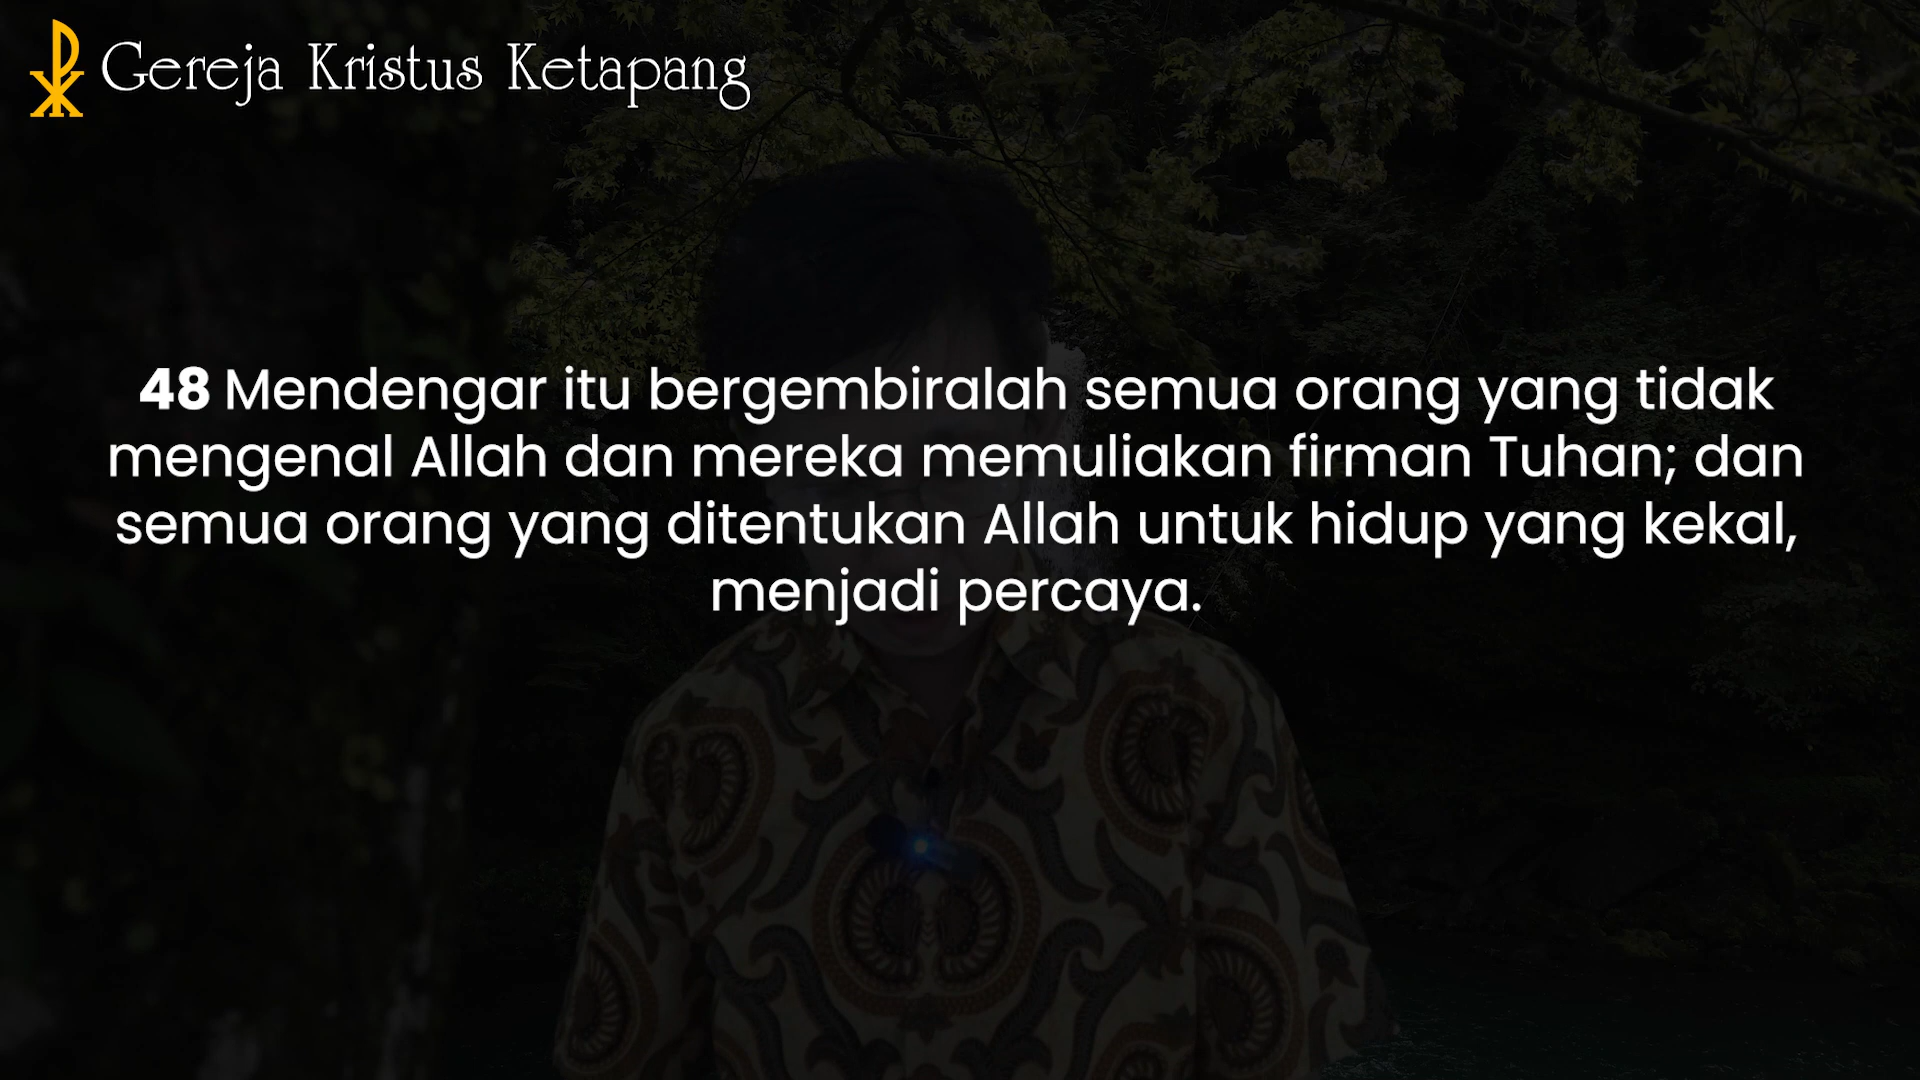 Gereja Kristus Ketapang
48 Mendengar itu bergembiralah semua orang yang tidak
mengenal Allah dan mereka memuliakan firman Tuhan; dan
semua orang yang ditentukan Allah untuk hidup yang kekal,
menjadi percaya.